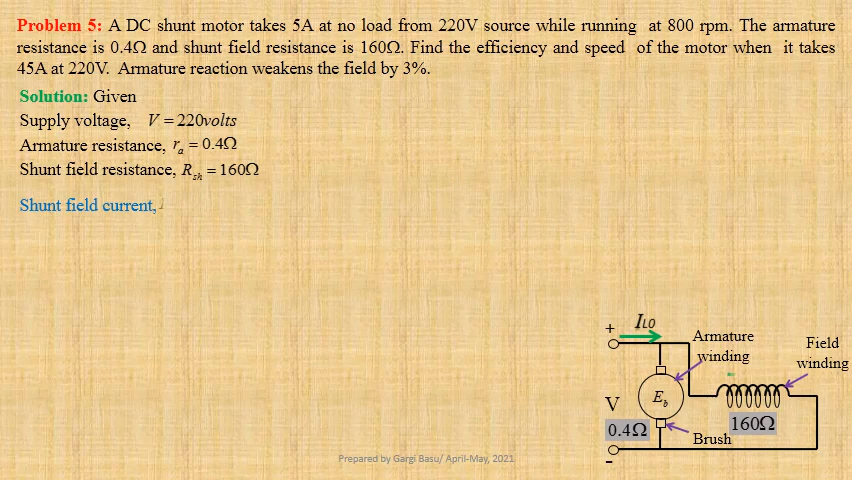 Problem 5: A DC shunt motor takes 5A at no load from 220V source while running at 800 rpm. The armature
resistance is 0.4Ω and shunt field resistance is 160Ω. Find the efficiency and speed of the motor when it takes
45A at 220V. Armature reaction weakens the field by 3%.
Solution: Given
Supply voltage, V = 220volts
Armature resistance, rₐ = 0.4Ω
Shunt field resistance, R_sh = 160Ω
Shunt field current,
I_L0
+
Armature
winding
Field
winding
E_b
V
0.4Ω
160Ω
Brush
-
Prepared by Gargi Basu/ April-May, 2021.